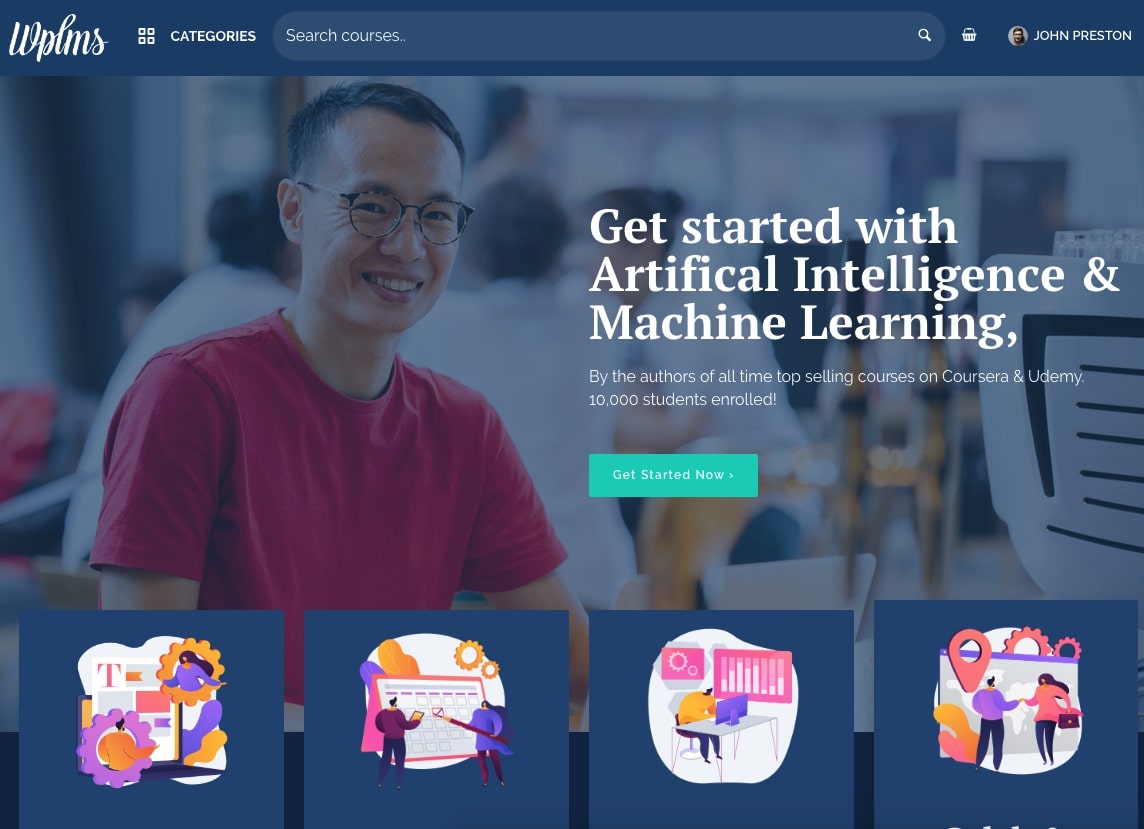 Wplms
CATEGORIES
Search courses..
JOHN PRESTON
Get started with
Artifical Intelligence &
Machine Learning,
By the authors of all time top selling courses on Coursera & Udemy.
10,000 students enrolled!
Get Started Now ›
T